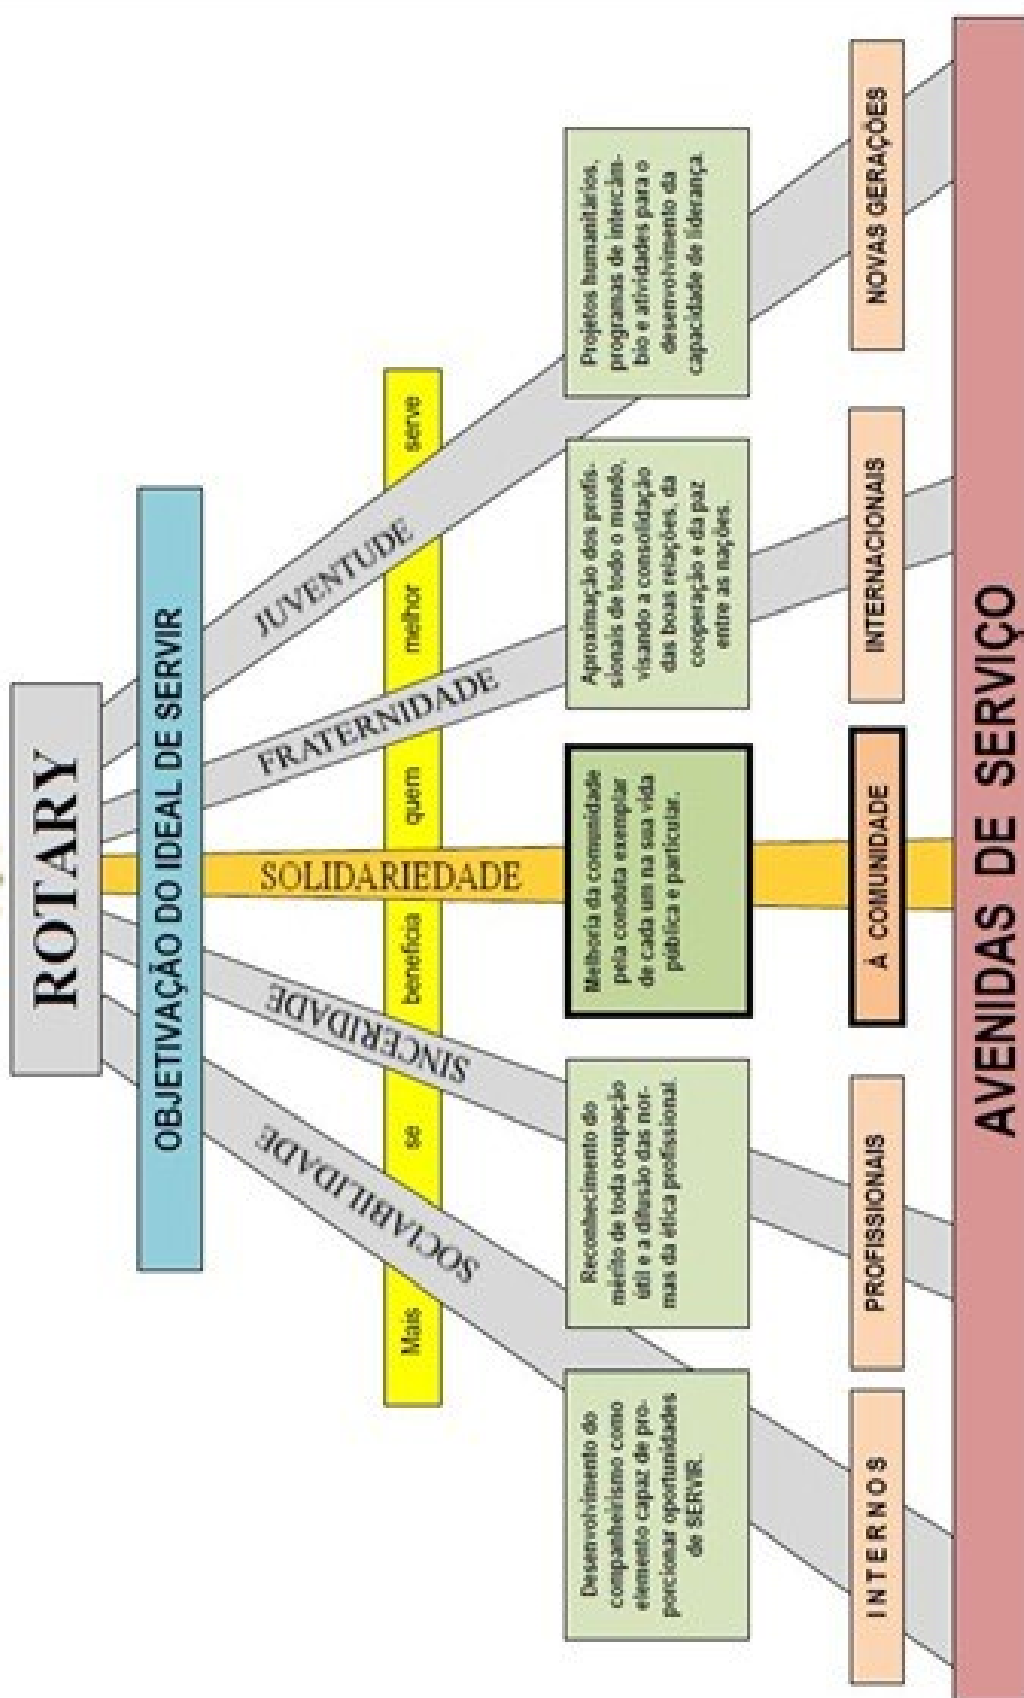 ROTARY
OBJETIVAÇÃO DO IDEAL DE SERVIR
SOCIABILIDADE
SINCERIDADE
SOLIDARIEDADE
FRATERNIDADE
JUVENTUDE
Mais se beneficia quem melhor serve
Desenvolvimento do
companheirismo como
elemento capaz de pro-
porcionar oportunidades
de SERVIR.
Reconhecimento do
mérito de toda ocupação
útil e a difusão das nor-
mas da ética profissional.
Melhoria da comunidade
pela conduta exemplar
de cada um na sua vida
pública e particular.
Aproximação dos profis-
sionais de todo o mundo,
visando a consolidação
das boas relações, da
cooperação e da paz
entre as nações.
Projetos humanitários,
programas de intercâm-
bio e atividades para o
desenvolvimento da
capacidade de liderança.
INTERNOS
PROFISSIONAIS
À COMUNIDADE
INTERNACIONAIS
NOVAS GERAÇÕES
AVENIDAS DE SERVIÇO